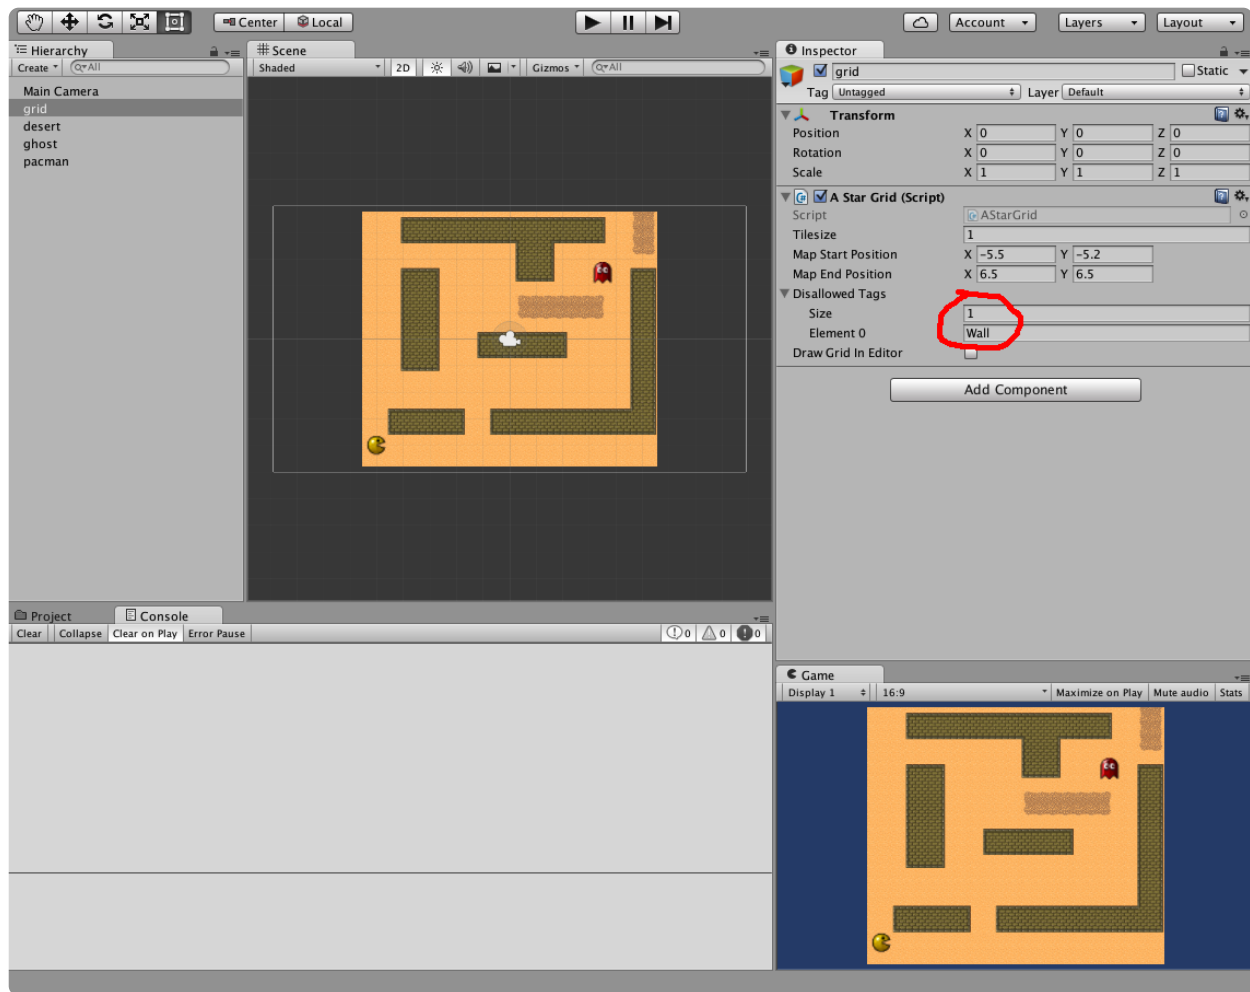 Center Local Account Layers Layout
Hierarchy
Create All
Main Camera
grid
desert
ghost
pacman
Scene
Shaded 2D Gizmos All
Inspector
grid Static
Tag Untagged Layer Default
Transform
Position X 0 Y 0 Z 0
Rotation X 0 Y 0 Z 0
Scale X 1 Y 1 Z 1
A Star Grid (Script)
Script AStarGrid
Tilesize 1
Map Start Position X -5.5 Y -5.2
Map End Position X 6.5 Y 6.5
Disallowed Tags
Size 1
Element 0 Wall
Draw Grid In Editor
Add Component
Project Console
Clear Collapse Clear on Play Error Pause 0 0 0
Game
Display 1 16:9 Maximize on Play Mute audio Stats